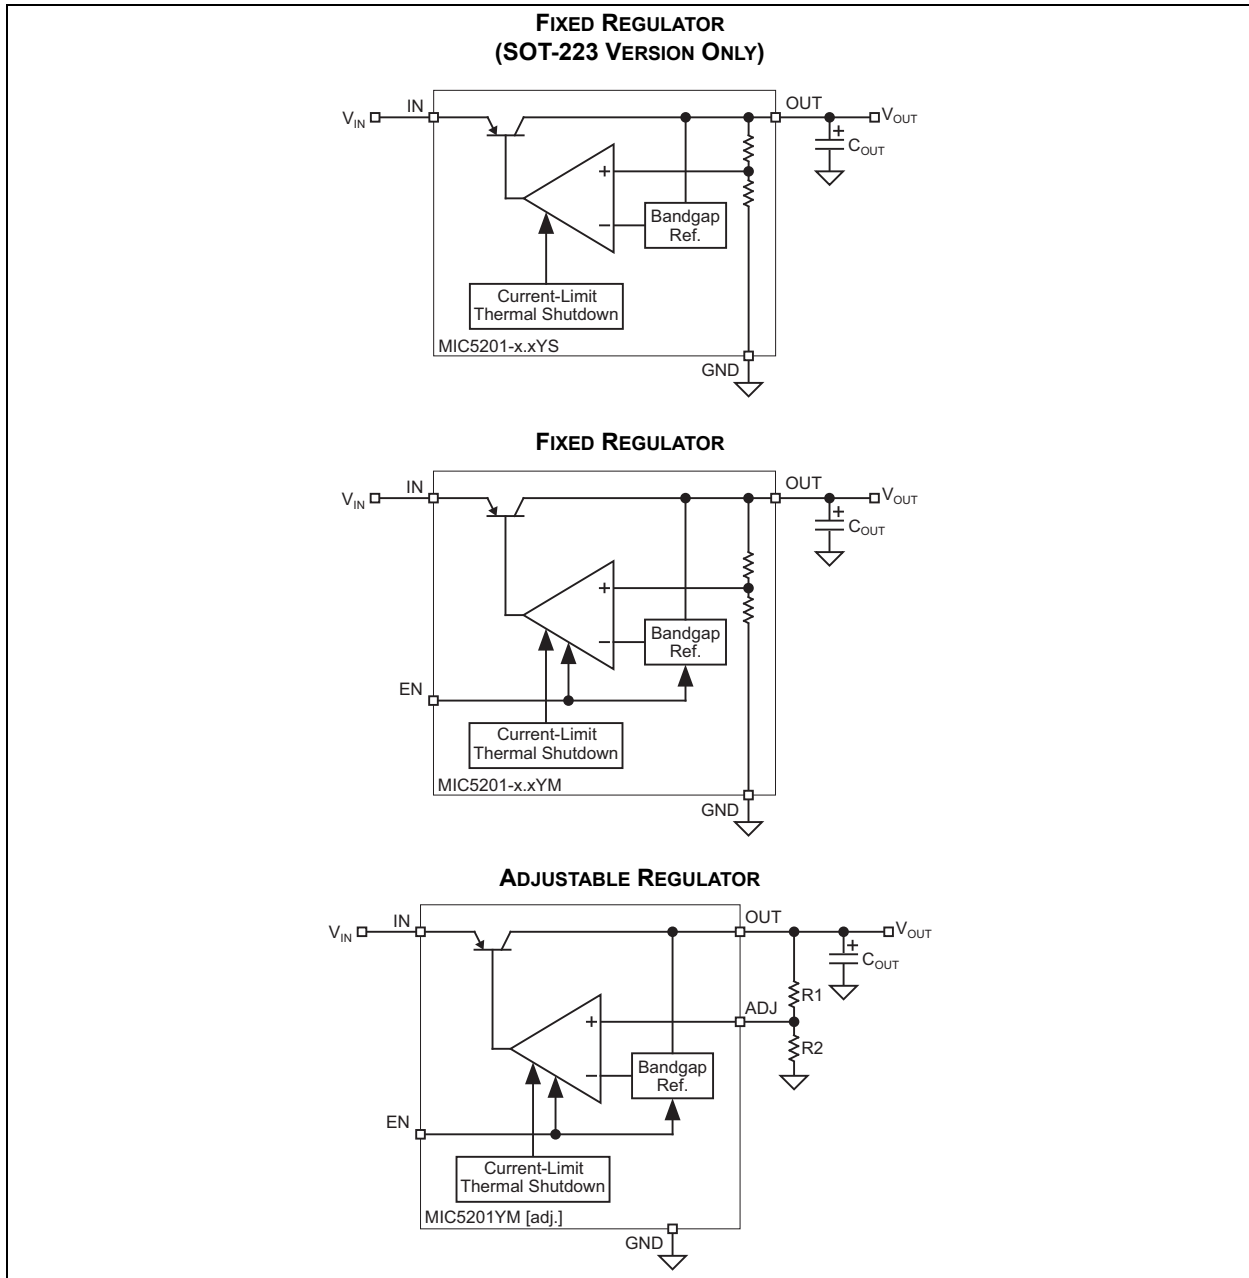 FIXED REGULATOR
(SOT-223 VERSION ONLY)
VIN
IN
OUT
VOUT
+
COUT
+
−
Bandgap
Ref.
Current-Limit
Thermal Shutdown
MIC5201-x.xYS
GND
FIXED REGULATOR
VIN
IN
OUT
VOUT
+
COUT
+
−
Bandgap
Ref.
EN
Current-Limit
Thermal Shutdown
MIC5201-x.xYM
GND
ADJUSTABLE REGULATOR
VIN
IN
OUT
VOUT
+
COUT
R1
ADJ
+
R2
−
Bandgap
Ref.
EN
Current-Limit
Thermal Shutdown
MIC5201YM [adj.]
GND